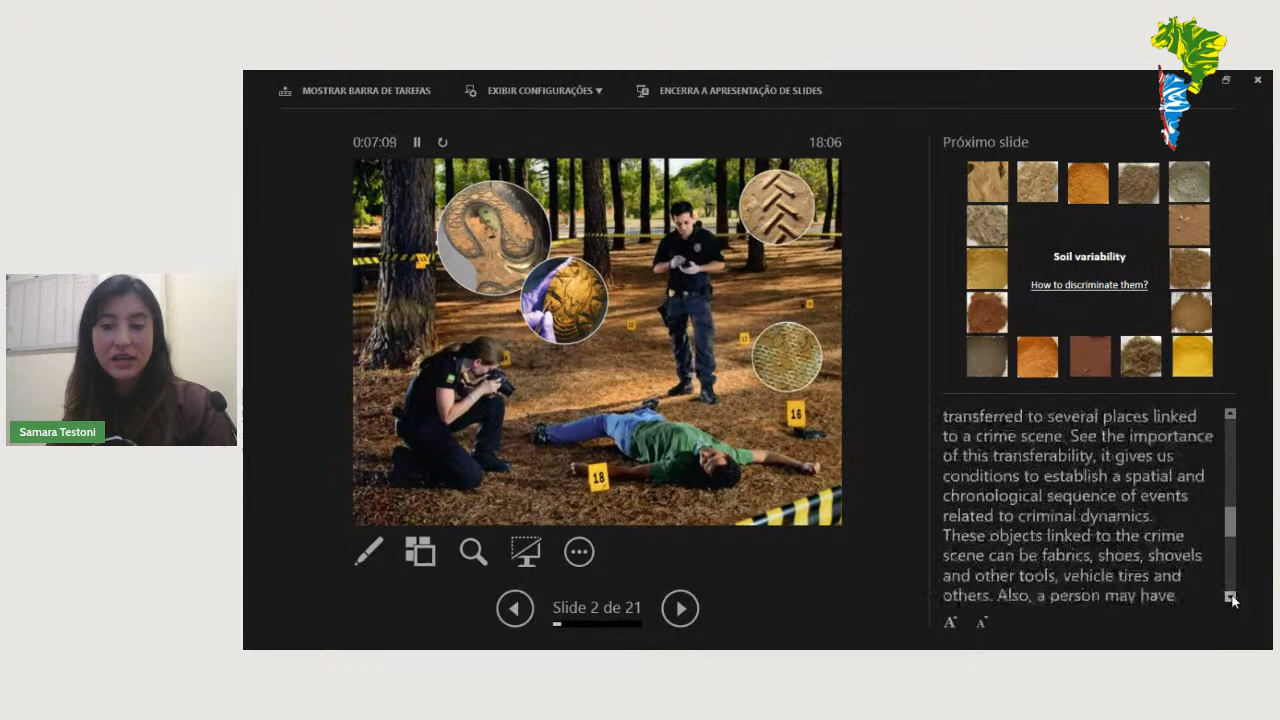 MOSTRAR BARRA DE TAREFAS
EXIBIR CONFIGURAÇÕES ▼
ENCERRA A APRESENTAÇÃO DE SLIDES
0:07:09
18:06
Próximo slide
Soil variability
How to discriminate them?
16
18
Samara Testoni
transferred to several places linked
to a crime scene. See the importance
of this transferability, it gives us
conditions to establish a spatial and
chronological sequence of events
related to criminal dynamics.
These objects linked to the crime
scene can be fabrics, shoes, shovels
and other tools, vehicle tires and
others. Also, a person may have
Slide 2 de 21
A A